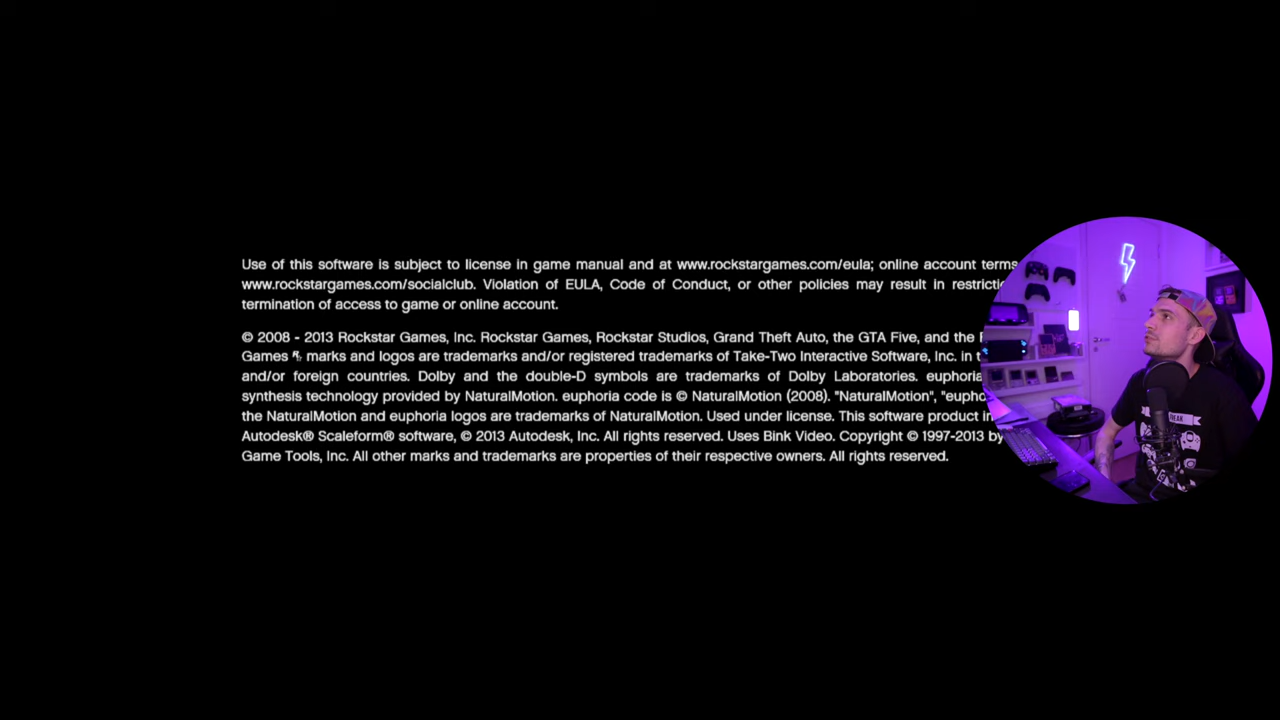 Use of this software is subject to license in game manual and at www.rockstargames.com/eula; online account terms
www.rockstargames.com/socialclub. Violation of EULA, Code of Conduct, or other policies may result in
termination of access to game or online account.
© 2008 - 2013 Rockstar Games, Inc. Rockstar Games, Rockstar Studios, Grand Theft Auto, the GTA Five, and the
Games marks and logos are trademarks and/or registered trademarks of Take-Two Interactive Software, Inc. in
and/or foreign countries. Dolby and the double-D symbols are trademarks of Dolby Laboratories. euphoria
synthesis technology provided by NaturalMotion. euphoria code is © NaturalMotion (2008). "NaturalMotion",
the NaturalMotion and euphoria logos are trademarks of NaturalMotion. Used under license. This software product
Autodesk® Scaleform® software, © 2013 Autodesk, Inc. All rights reserved. Uses Bink Video. Copyright © 1997-2013 by
Game Tools, Inc. All other marks and trademarks are properties of their respective owners. All rights reserved.